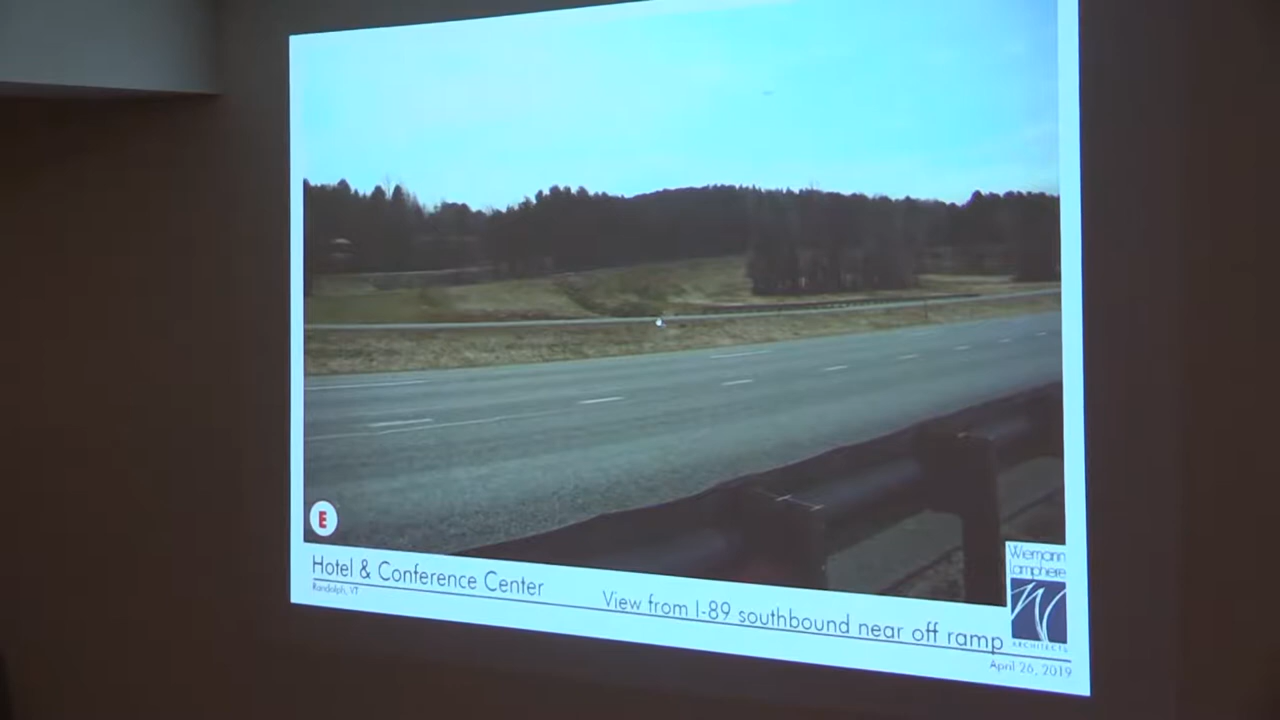 E
Hotel & Conference Center
Randolph, VT
View from I-89 southbound near off ramp
Wiemann
Lamphere
ARCHITECTS
April 26, 2019